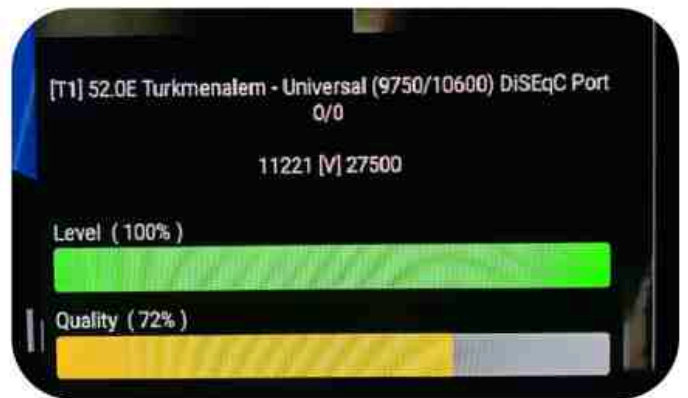 [T1] 52.0E Turkmenalem - Universal (9750/10600) DiSEqC Port
0/0
11221 [V] 27500
Level ( 100% )
Quality ( 72% )